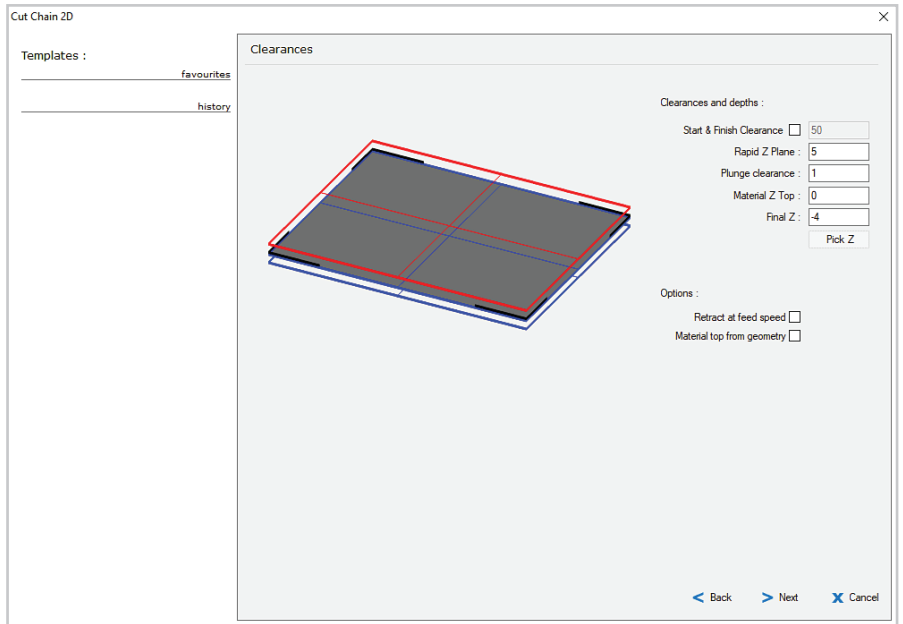 Cut Chain 2D
Templates :
favourites
history
Clearances
Clearances and depths :
Start & Finish Clearance 50
Rapid Z Plane : 5
Plunge clearance : 1
Material Z Top : 0
Final Z : -4
Pick Z
Options :
Retract at feed speed
Material top from geometry
< Back > Next X Cancel